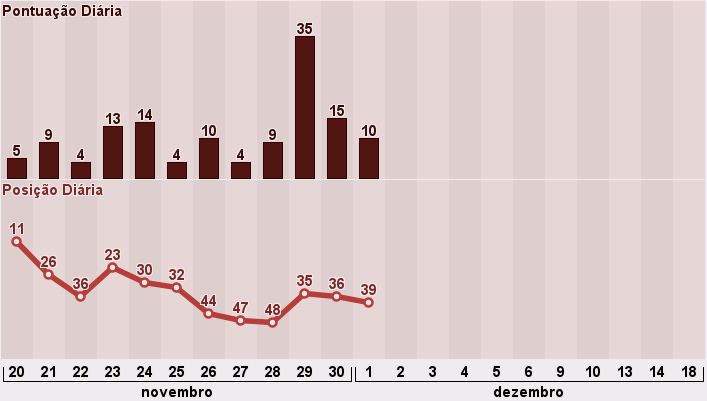 Pontuação Diária
5 9 4 13 14 4 10 4 9 35 15 10
Posição Diária
11 26 36 23 30 32 44 47 48 35 36 39
20 21 22 23 24 25 26 27 28 29 30 1 2 3 4 5 6 9 10 13 14 18
novembro dezembro